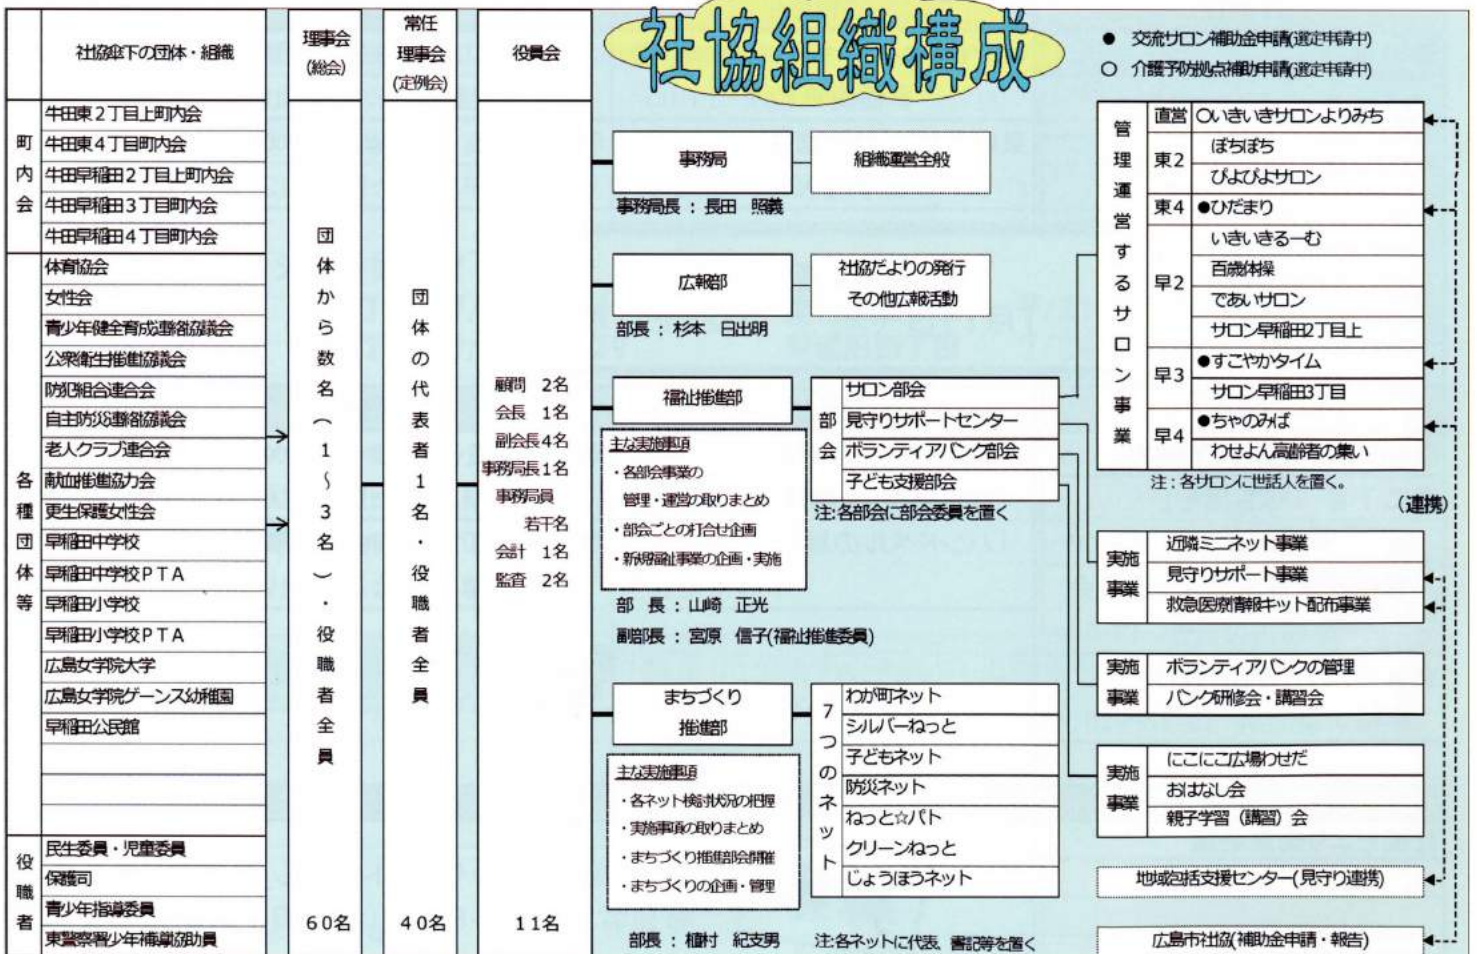 社協組織構成
● 交流サロン補助金申請(選定申請中)
○ 介護予防拠点補助申請(選定申請中)
社協傘下の団体・組織
理事会
(総会)
常任
理事会
(定例会)
役員会
町内会
牛田東2丁目上町内会
牛田東4丁目町内会
牛田早稲田2丁目上町内会
牛田早稲田3丁目町内会
牛田早稲田4丁目町内会
各種団体等
体育協会
女性会
青少年健全育成連絡協議会
公衆衛生推進協議会
防犯組合連合会
自主防災連絡協議会
老人クラブ連合会
献血推進協力会
更生保護女性会
早稲田中学校
早稲田中学校PTA
早稲田小学校
早稲田小学校PTA
広島女学院大学
広島女学院ゲーンス幼稚園
早稲田公民館
役職者
民生委員・児童委員
保護司
青少年指導委員
東警察署少年補導協助員
団体から数名(1~3名)・役職者全員
60名
団体の代表者1名・役職者全員
40名
顧問 2名
会長 1名
副会長4名
事務局長1名
事務局員
若干名
会計 1名
監査 2名
11名
事務局
組織運営全般
事務局長:長田 照義
広報部
社協だよりの発行
その他広報活動
部長:杉本 日出明
福祉推進部
主な実施事項
・各部会事業の
管理・運営の取りまとめ
・部会ごとの打合せ企画
・新規福祉事業の企画・実施
部 長:山崎 正光
副部長:宮原 信子(福祉推進委員)
部会
サロン部会
見守りサポートセンター
ボランティアバンク部会
子ども支援部会
注:各部会に部会委員を置く
まちづくり
推進部
主な実施事項
・各ネット検討状況の把握
・実施事項の取りまとめ
・まちづくり推進部会開催
・まちづくりの企画・管理
部長:植村 紀支男
7つのネット
わが町ネット
シルバーねっと
子どもネット
防災ネット
ねっと☆パト
クリーンねっと
じょうほうネット
注:各ネットに代表、書記等を置く
管理運営するサロン事業
直営 ○いきいきサロンよりみち
東2
ぼちぼち
ぴよぴよサロン
東4 ●ひだまり
早2
いきいきるーむ
百歳体操
であいサロン
サロン早稲田2丁目上
早3
●すこやかタイム
サロン早稲田3丁目
早4
●ちゃのみば
わせよん高齢者の集い
注:各サロンに世話人を置く。
(連携)
実施
事業
近隣ミニネット事業
見守りサポート事業
救急医療情報キット配布事業
実施
事業
ボランティアバンクの管理
バンク研修会・講習会
実施
事業
にこにこ広場わせだ
おはなし会
親子学習(講習)会
地域包括支援センター(見守り連携)
広島市社協(補助金申請・報告)